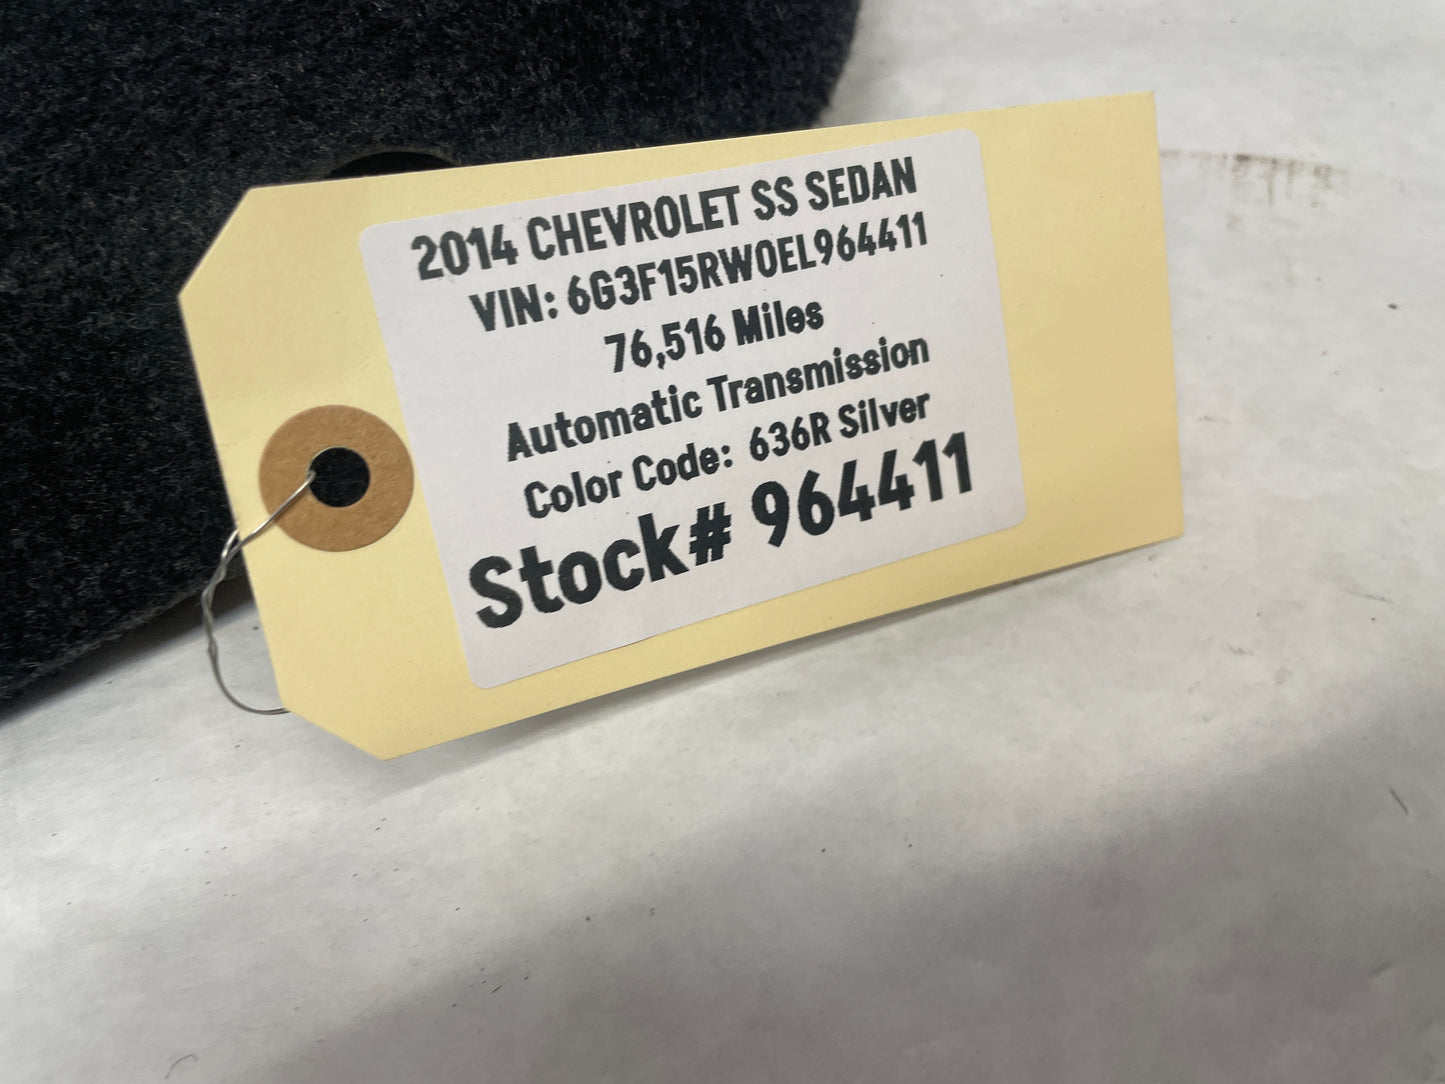 2014 CHEVROLET SS SEDAN
VIN: 6G3F15RW0EL964411
76,516 Miles
Automatic Transmission
Color Code: 636R Silver
Stock# 964411